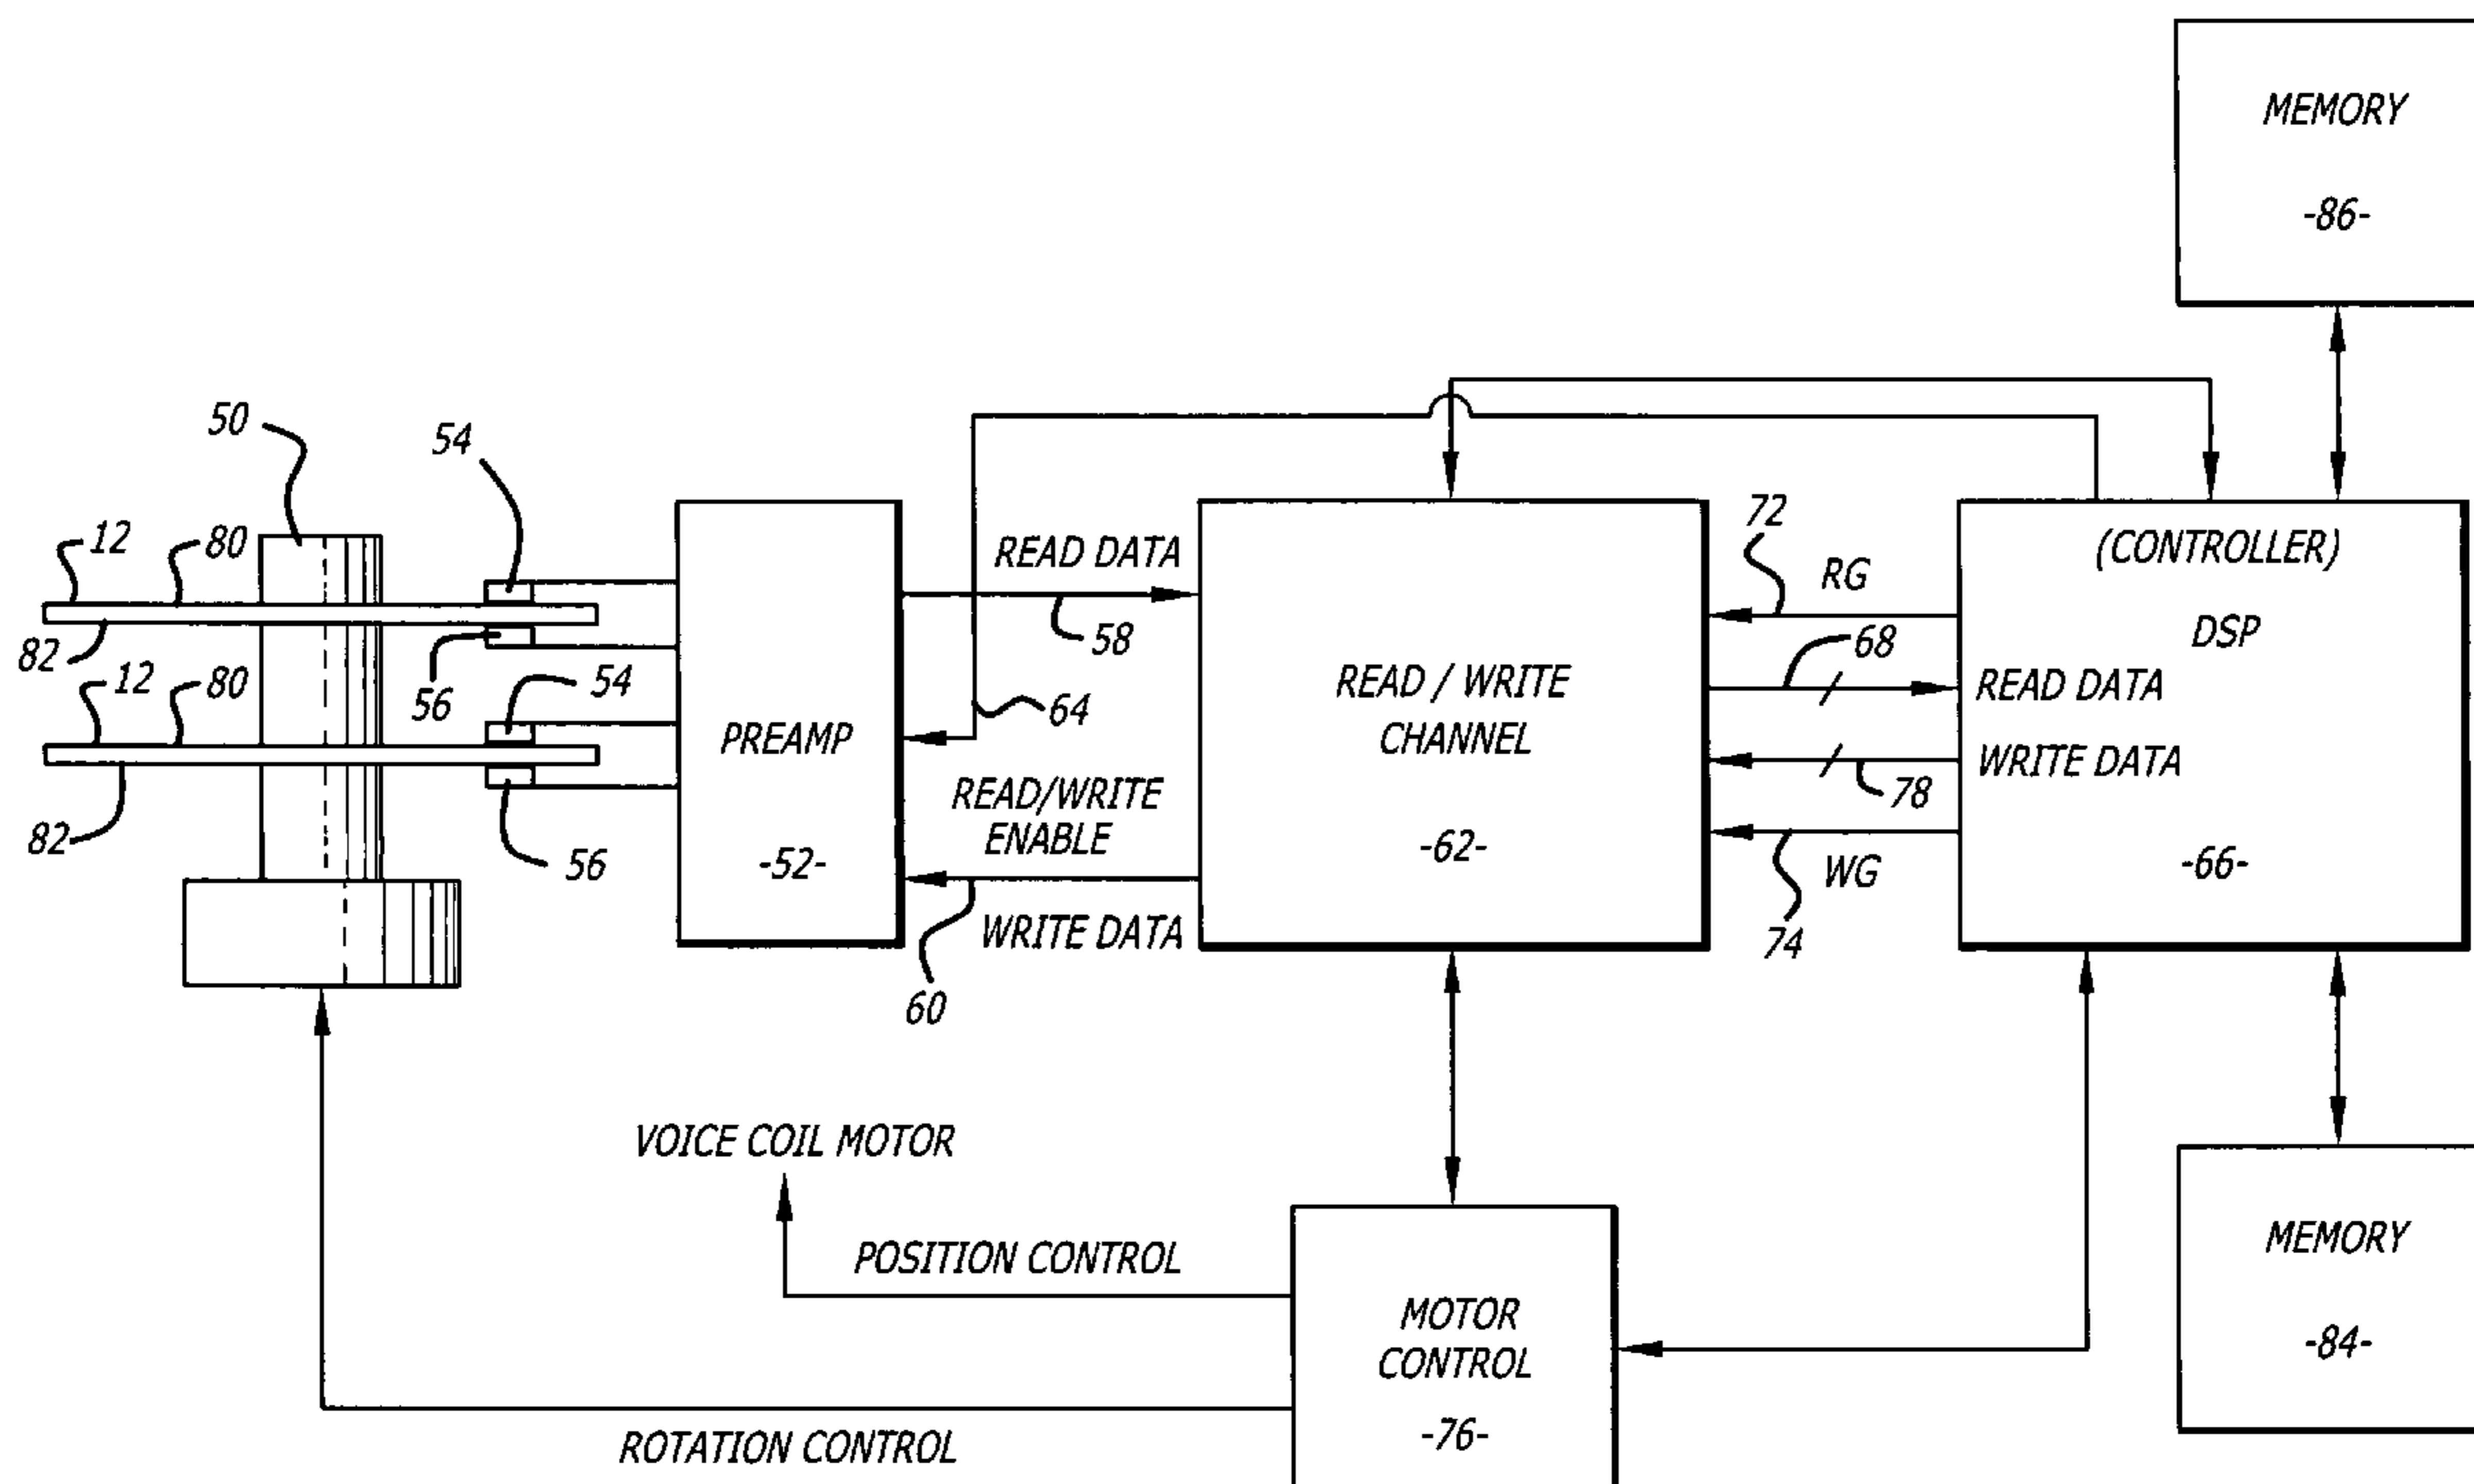 MEMORY
-86-
50
54
12
80
82
12
80
82
56
54
56
PREAMP
-52-
READ DATA
58
64
READ/WRITE
ENABLE
WRITE DATA
60
READ / WRITE
CHANNEL
-62-
72
RG
68
78
74
WG
(CONTROLLER)
DSP
READ DATA
WRITE DATA
-66-
VOICE COIL MOTOR
POSITION CONTROL
ROTATION CONTROL
MOTOR
CONTROL
-76-
MEMORY
-84-